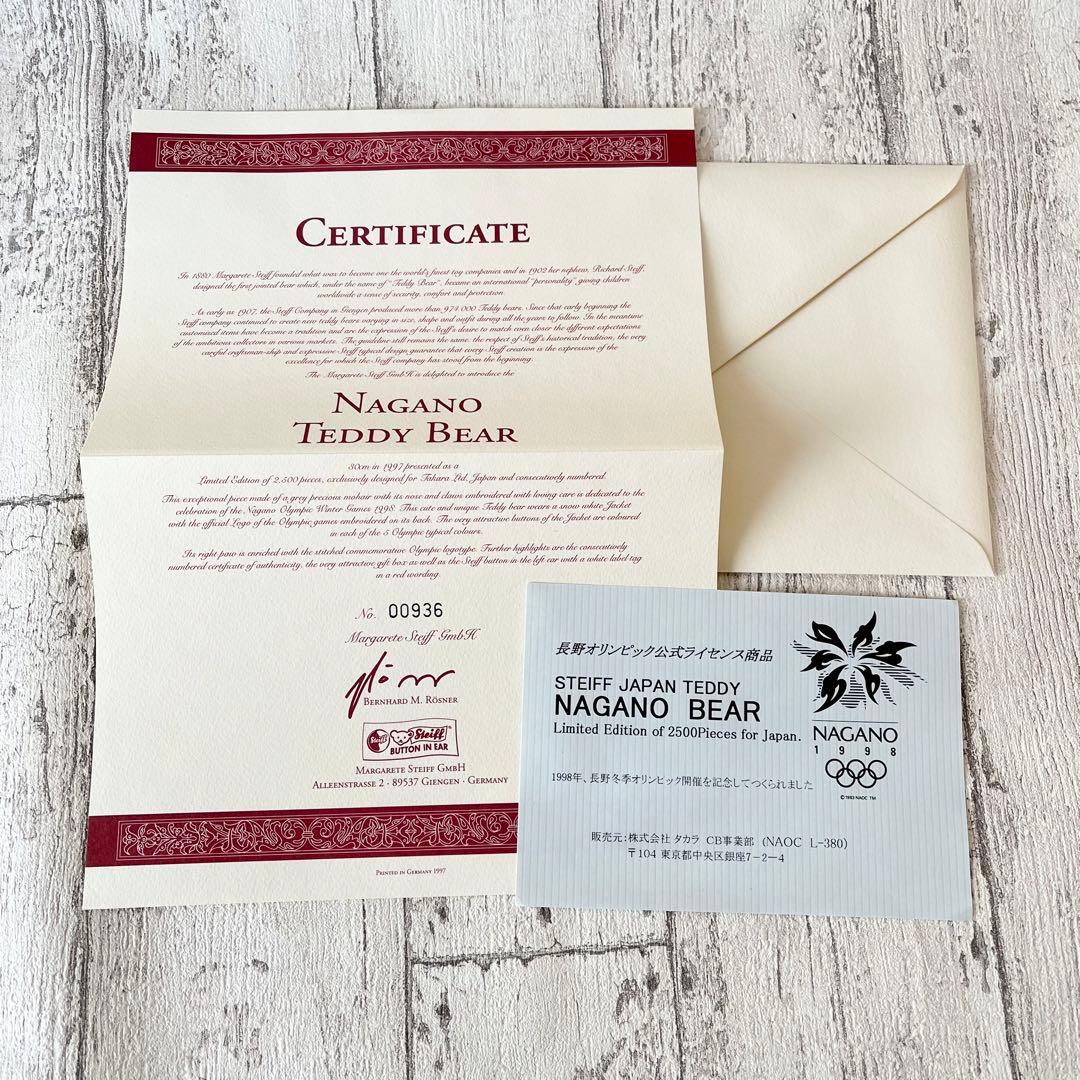 CERTIFICATE
In 1880 Margarete Steiff founded what was to become one the world's finest toy companies and in 1902 her nephew, Richard Steiff,
designed the first jointed bear which, under the name of "Teddy Bear", became an international "personality" giving children
worldwide a sense of security, comfort and protection.
As early as 1907, the Steiff Company in Giengen produced more than 974 000 Teddy bears. Since that early beginning the
Steiff company continued to create new teddy bears varying in size, shape and outfit during all the years to follow. In the meantime
customized items have become a tradition and are the expression of the Steiff's desire to match even closer the different expectations
of the ambitious collectors in various markets. The guideline still remains the same: the respect of Steiff's historical tradition, the very
careful craftsman-ship and expressive Steiff typical design guarantee that every Steiff creation is the expression of the
excellence for which the Steiff company has stood from the beginning.
The Margarete Steiff GmbH is delighted to introduce the
NAGANO
TEDDY BEAR
30cm in 1997 presented as a
Limited Edition of 2.500 pieces, exclusively designed for Takara Ltd. Japan and consecutively numbered.
This exceptional piece made of a grey precious mohair with its nose and claws embroidered with loving care is dedicated to the
celebration of the Nagano Olympic Winter Games 1998. This cute and unique Teddy bear wears a snow white Jacket
with the official Logo of the Olympic games embroidered on its back. The very attractive buttons of the Jacket are coloured
in each of the 5 Olympic typical colours.
Its right paw is enriched with the stitched commemorative Olympic logotype. Further highlights are the consecutively
numbered certificate of authenticity, the very attractive gift box as well as the Steiff button in the left ear with a white label tag
in a red wording.
No. 00936
Margarete Steiff GmbH
BERNHARD M. RÖSNER
Steiff
Steiff
BUTTON IN EAR
MARGARETE STEIFF GMBH
ALLEENSTRASSE 2 · 89537 GIENGEN · GERMANY
PRINTED IN GERMANY 1997
長野オリンピック公式ライセンス商品
STEIFF JAPAN TEDDY
NAGANO BEAR
Limited Edition of 2500Pieces for Japan.
NAGANO
1998
©1993 NAOC TM
1998年、長野冬季オリンピック開催を記念してつくられました
販売元:株式会社 タカラ CB事業部 (NAOC L-380)
〒104 東京都中央区銀座7-2-4